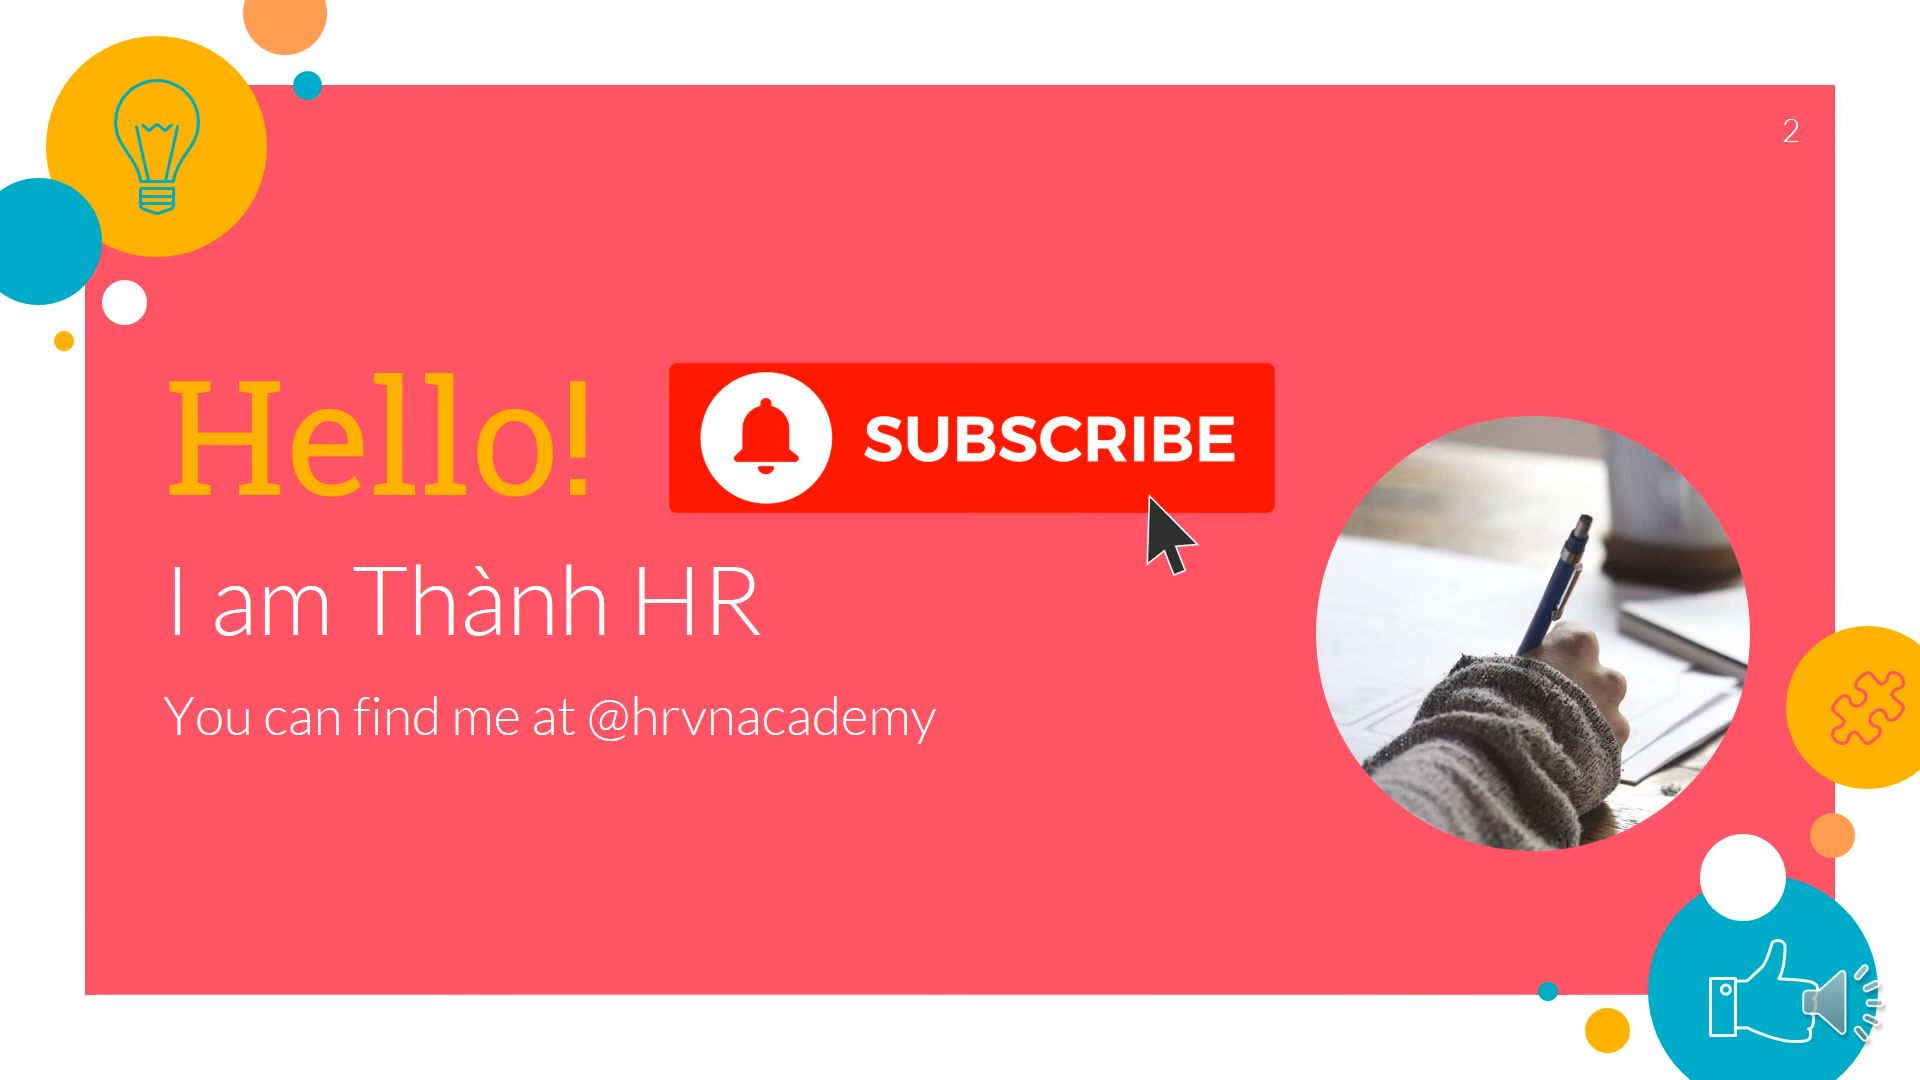 2
Hello!
SUBSCRIBE
I am Thành HR
You can find me at @hrvnacademy